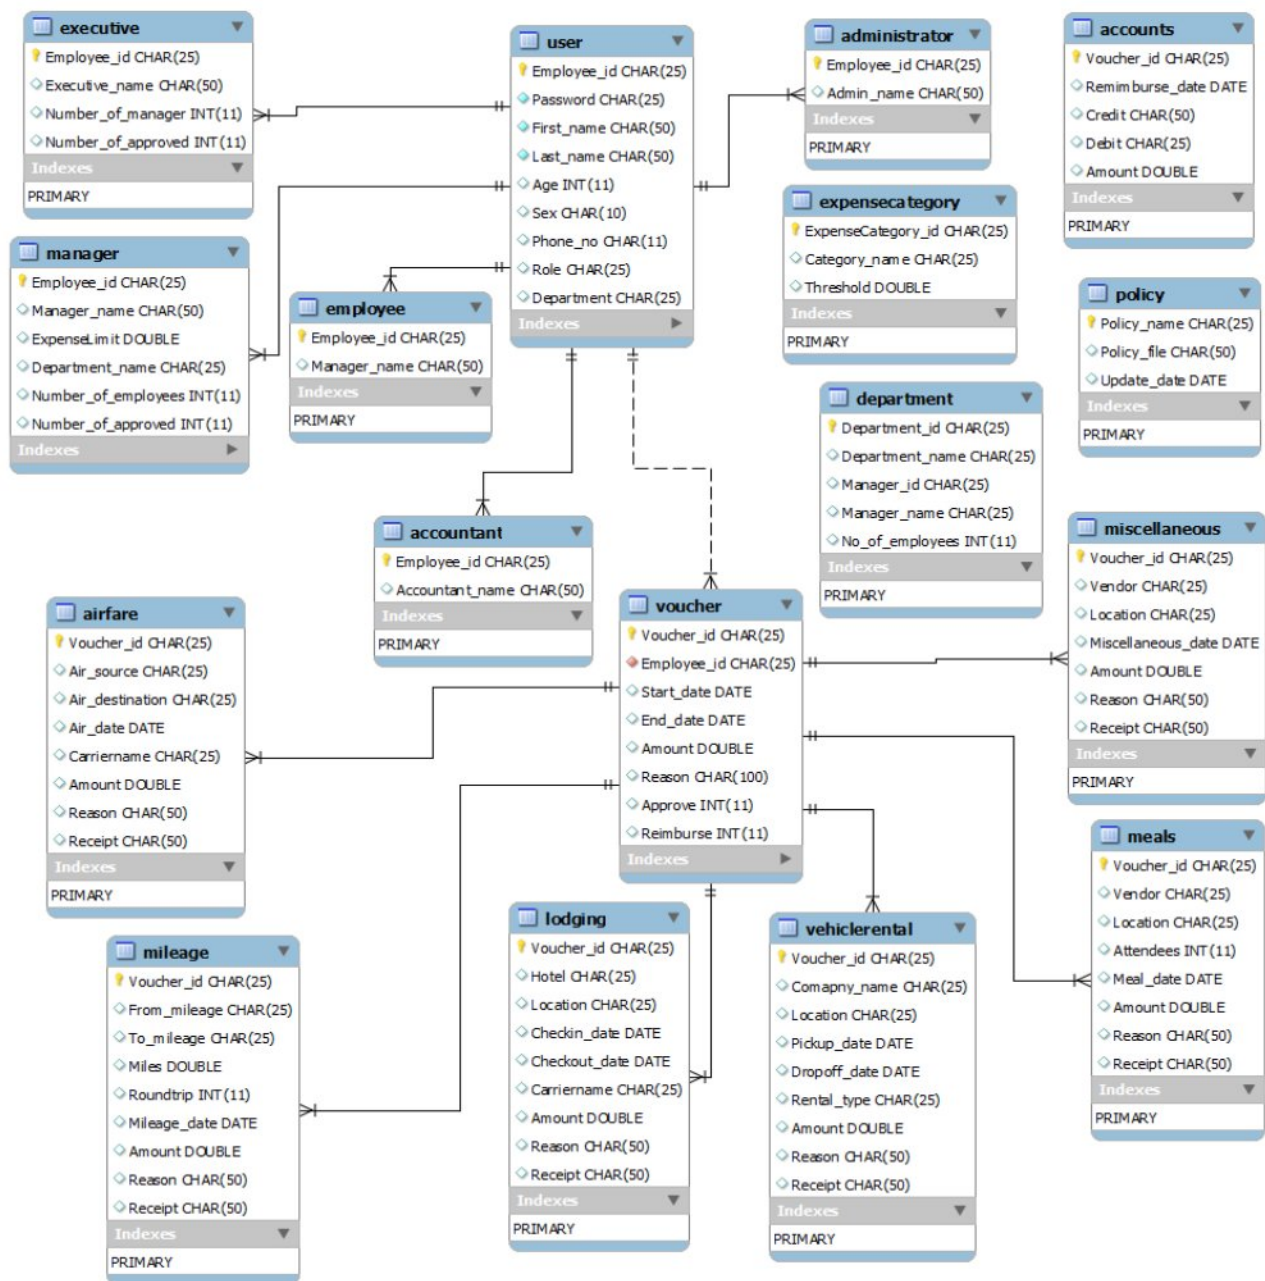 executive
Employee_id CHAR(25)
Executive_name CHAR(50)
Number_of_manager INT(11)
Number_of_approved INT(11)
Indexes
PRIMARY
user
Employee_id CHAR(25)
Password CHAR(25)
First_name CHAR(50)
Last_name CHAR(50)
Age INT(11)
Sex CHAR(10)
Phone_no CHAR(11)
Role CHAR(25)
Department CHAR(25)
Indexes
administrator
Employee_id CHAR(25)
Admin_name CHAR(50)
Indexes
PRIMARY
accounts
Voucher_id CHAR(25)
Remimburse_date DATE
Credit CHAR(50)
Debit CHAR(25)
Amount DOUBLE
Indexes
PRIMARY
manager
Employee_id CHAR(25)
Manager_name CHAR(50)
ExpenseLimit DOUBLE
Department_name CHAR(25)
Number_of_employees INT(11)
Number_of_approved INT(11)
Indexes
employee
Employee_id CHAR(25)
Manager_name CHAR(50)
Indexes
PRIMARY
expensecategory
ExpenseCategory_id CHAR(25)
Category_name CHAR(25)
Threshold DOUBLE
Indexes
PRIMARY
policy
Policy_name CHAR(25)
Policy_file CHAR(50)
Update_date DATE
Indexes
PRIMARY
department
Department_id CHAR(25)
Department_name CHAR(25)
Manager_id CHAR(25)
Manager_name CHAR(25)
No_of_employees INT(11)
Indexes
PRIMARY
accountant
Employee_id CHAR(25)
Accountant_name CHAR(50)
Indexes
PRIMARY
miscellaneous
Voucher_id CHAR(25)
Vendor CHAR(25)
Location CHAR(25)
Miscellaneous_date DATE
Amount DOUBLE
Reason CHAR(50)
Receipt CHAR(50)
Indexes
PRIMARY
airfare
Voucher_id CHAR(25)
Air_source CHAR(25)
Air_destination CHAR(25)
Air_date DATE
Carriername CHAR(25)
Amount DOUBLE
Reason CHAR(50)
Receipt CHAR(50)
Indexes
PRIMARY
voucher
Voucher_id CHAR(25)
Employee_id CHAR(25)
Start_date DATE
End_date DATE
Amount DOUBLE
Reason CHAR(100)
Approve INT(11)
Reimburse INT(11)
Indexes
meals
Voucher_id CHAR(25)
Vendor CHAR(25)
Location CHAR(25)
Attendees INT(11)
Meal_date DATE
Amount DOUBLE
Reason CHAR(50)
Receipt CHAR(50)
Indexes
PRIMARY
mileage
Voucher_id CHAR(25)
From_mileage CHAR(25)
To_mileage CHAR(25)
Miles DOUBLE
Roundtrip INT(11)
Mileage_date DATE
Amount DOUBLE
Reason CHAR(50)
Receipt CHAR(50)
Indexes
PRIMARY
lodging
Voucher_id CHAR(25)
Hotel CHAR(25)
Location CHAR(25)
Checkin_date DATE
Checkout_date DATE
Carriername CHAR(25)
Amount DOUBLE
Reason CHAR(50)
Receipt CHAR(50)
Indexes
PRIMARY
vehiclerental
Voucher_id CHAR(25)
Comapny_name CHAR(25)
Location CHAR(25)
Pickup_date DATE
Dropoff_date DATE
Rental_type CHAR(25)
Amount DOUBLE
Reason CHAR(50)
Receipt CHAR(50)
Indexes
PRIMARY